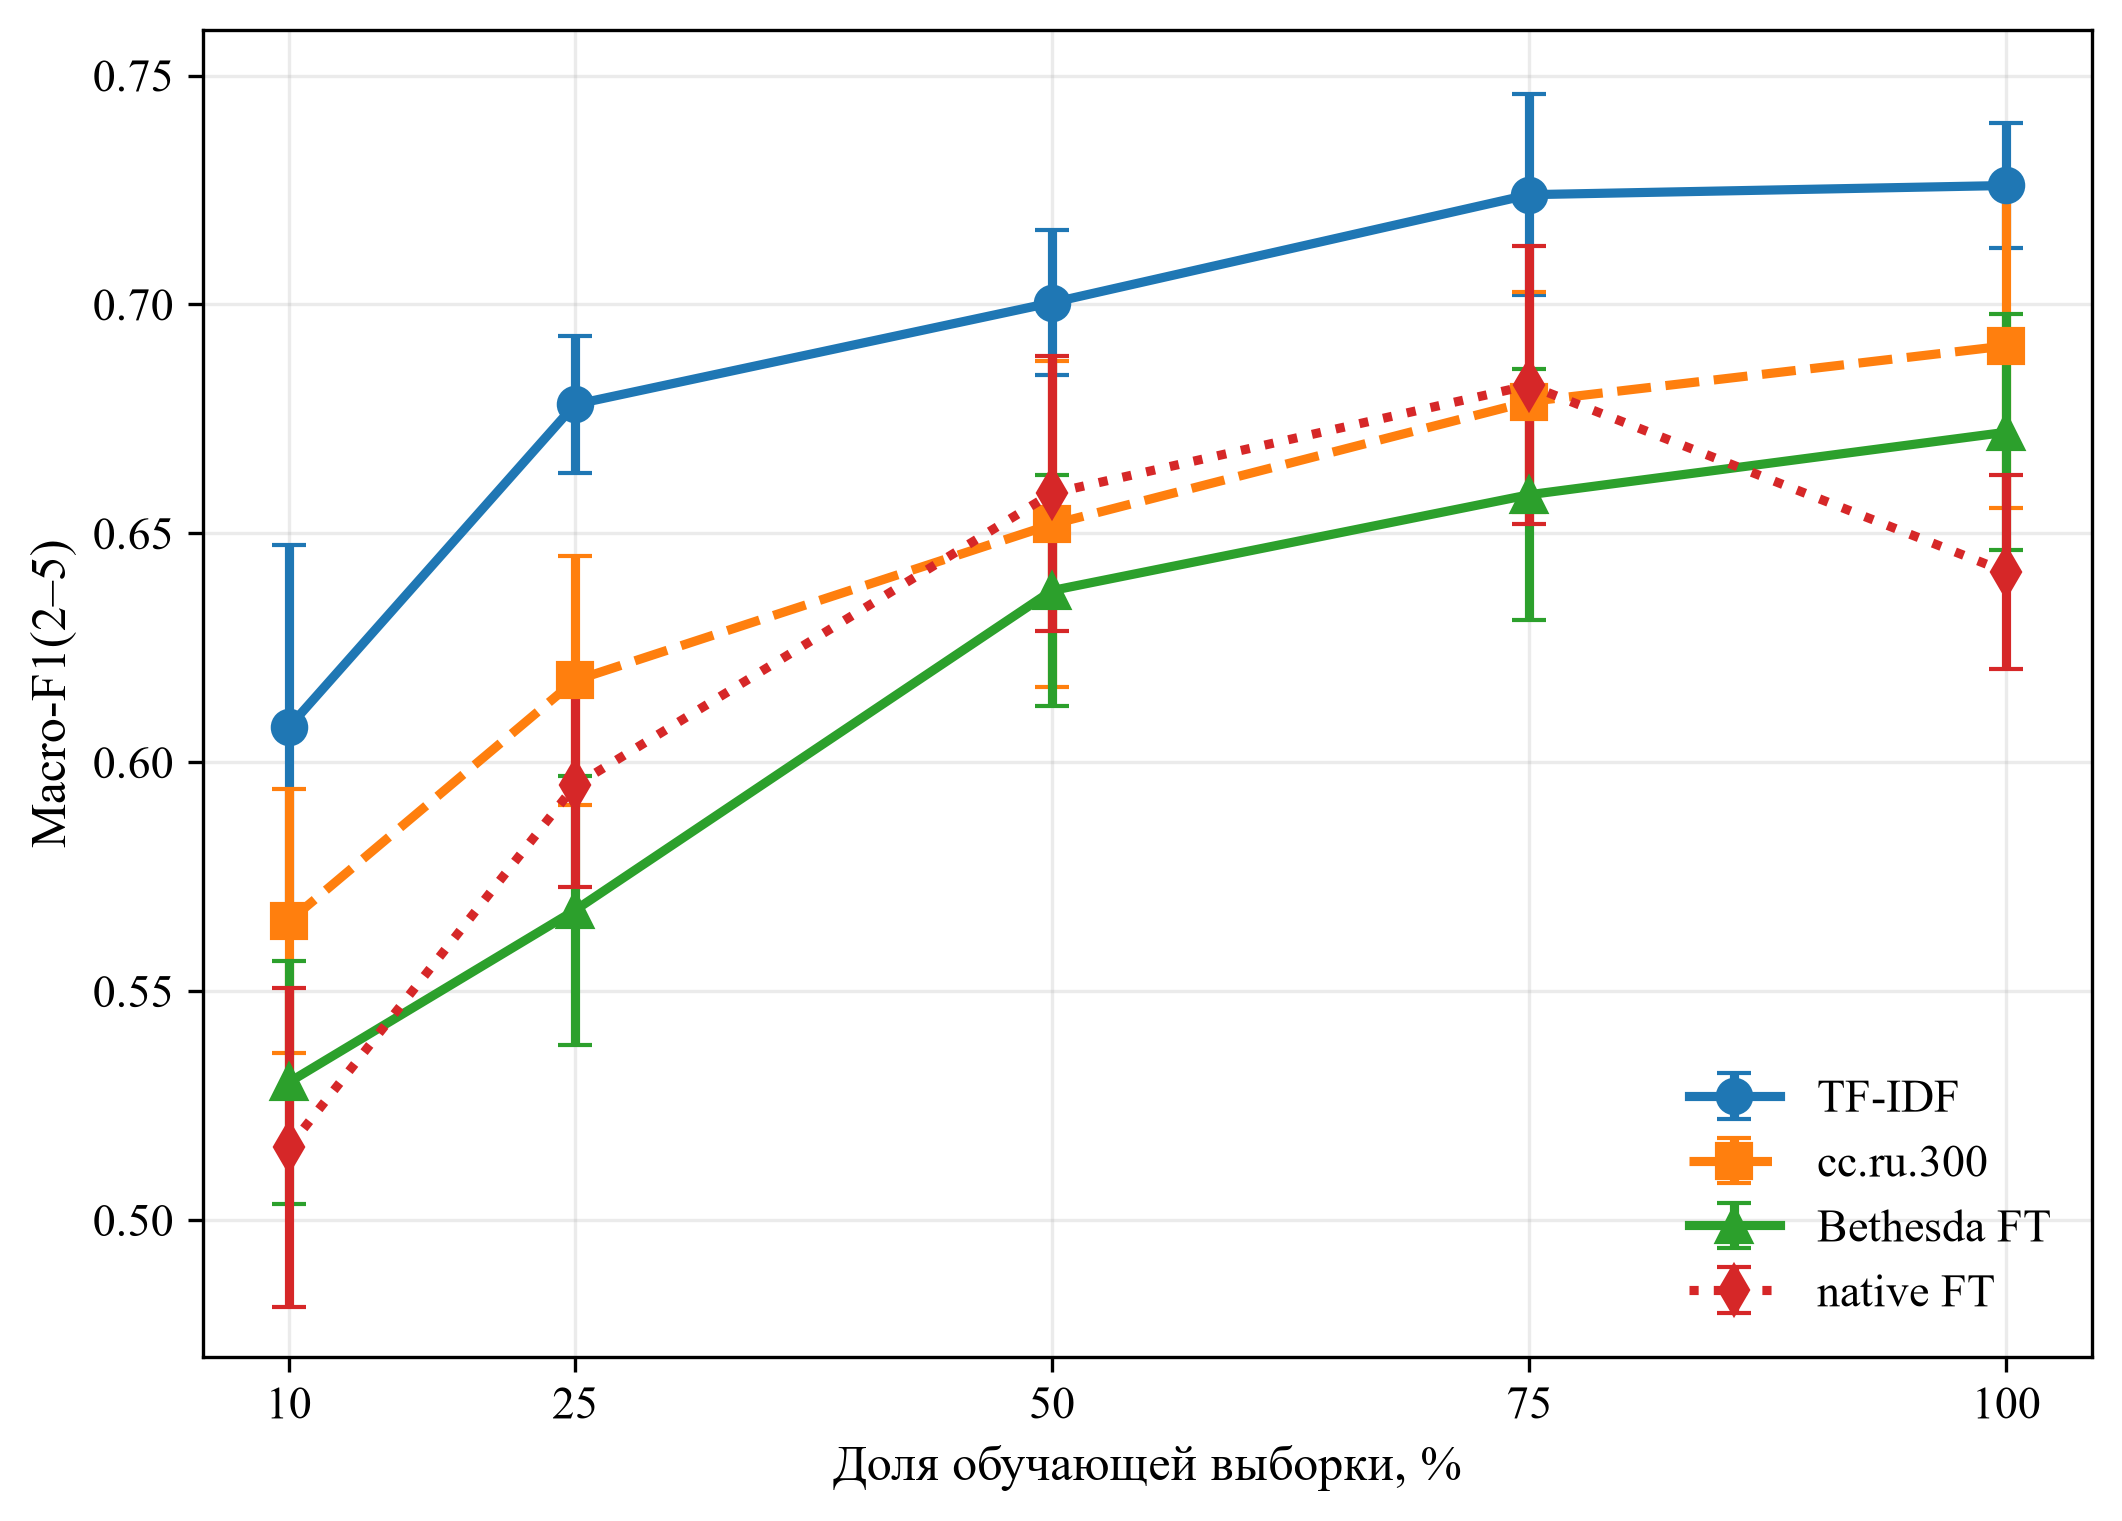 0.75
0.70
0.65
0.60
0.55
0.50
Macro-F1(2–5)
TF-IDF
cc.ru.300
Bethesda FT
native FT
10 25 50 75 100
Доля обучающей выборки, %